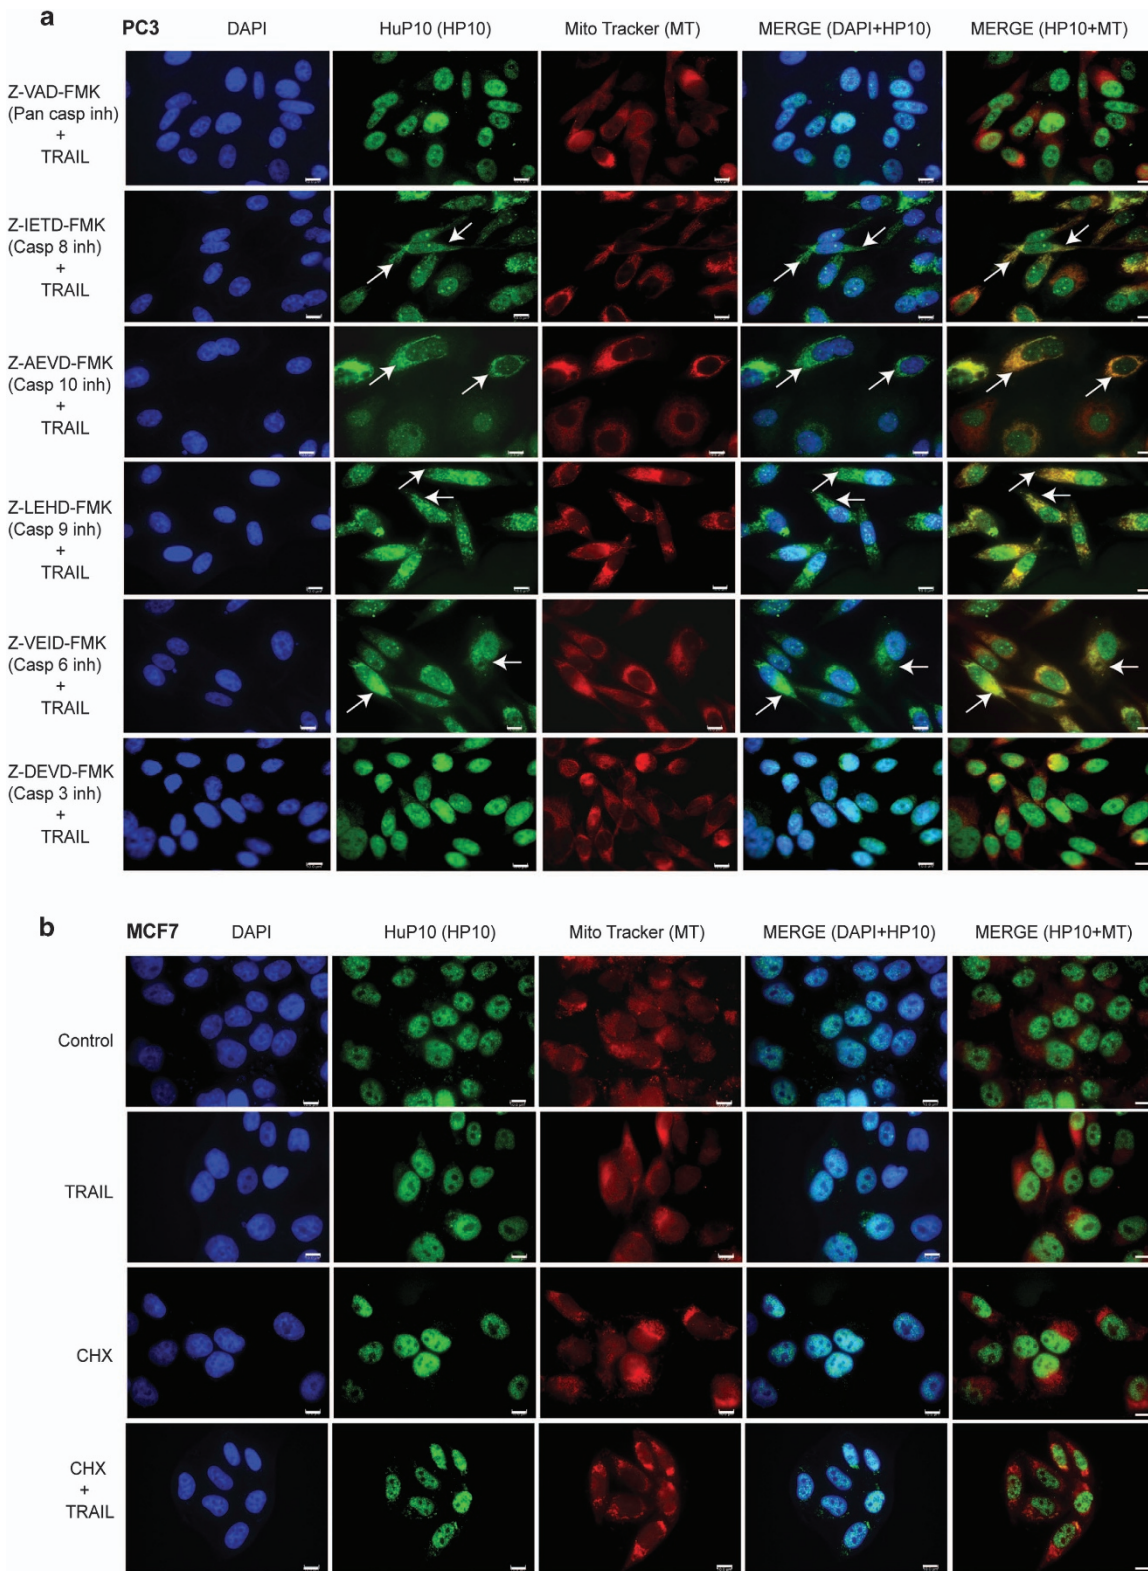 a
PC3 DAPI HuP10 (HP10) Mito Tracker (MT) MERGE (DAPI+HP10) MERGE (HP10+MT)
Z-VAD-FMK
(Pan casp inh)
+
TRAIL
Z-IETD-FMK
(Casp 8 inh)
+
TRAIL
Z-AEVD-FMK
(Casp 10 inh)
+
TRAIL
Z-LEHD-FMK
(Casp 9 inh)
+
TRAIL
Z-VEID-FMK
(Casp 6 inh)
+
TRAIL
Z-DEVD-FMK
(Casp 3 inh)
+
TRAIL
b
MCF7 DAPI HuP10 (HP10) Mito Tracker (MT) MERGE (DAPI+HP10) MERGE (HP10+MT)
Control
TRAIL
CHX
CHX
+
TRAIL